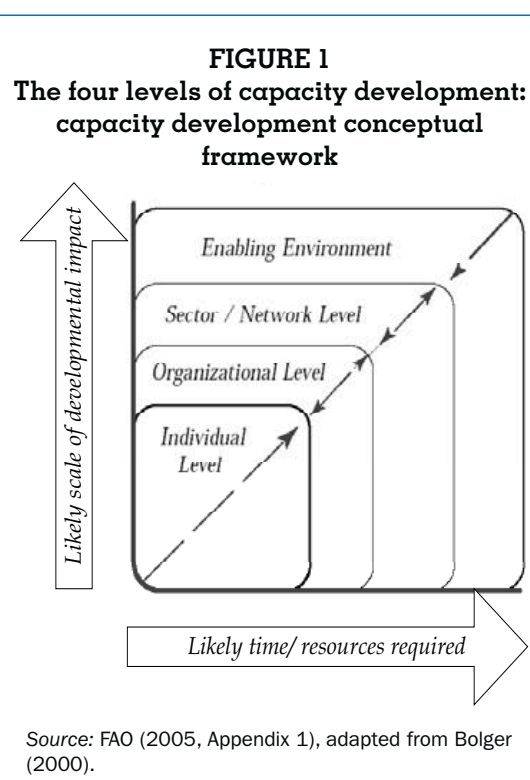 FIGURE 1
The four levels of capacity development:
capacity development conceptual
framework
Likely scale of developmental impact
Enabling Environment
Sector / Network Level
Organizational Level
Individual
Level
Likely time/ resources required
Source: FAO (2005, Appendix 1), adapted from Bolger
(2000).